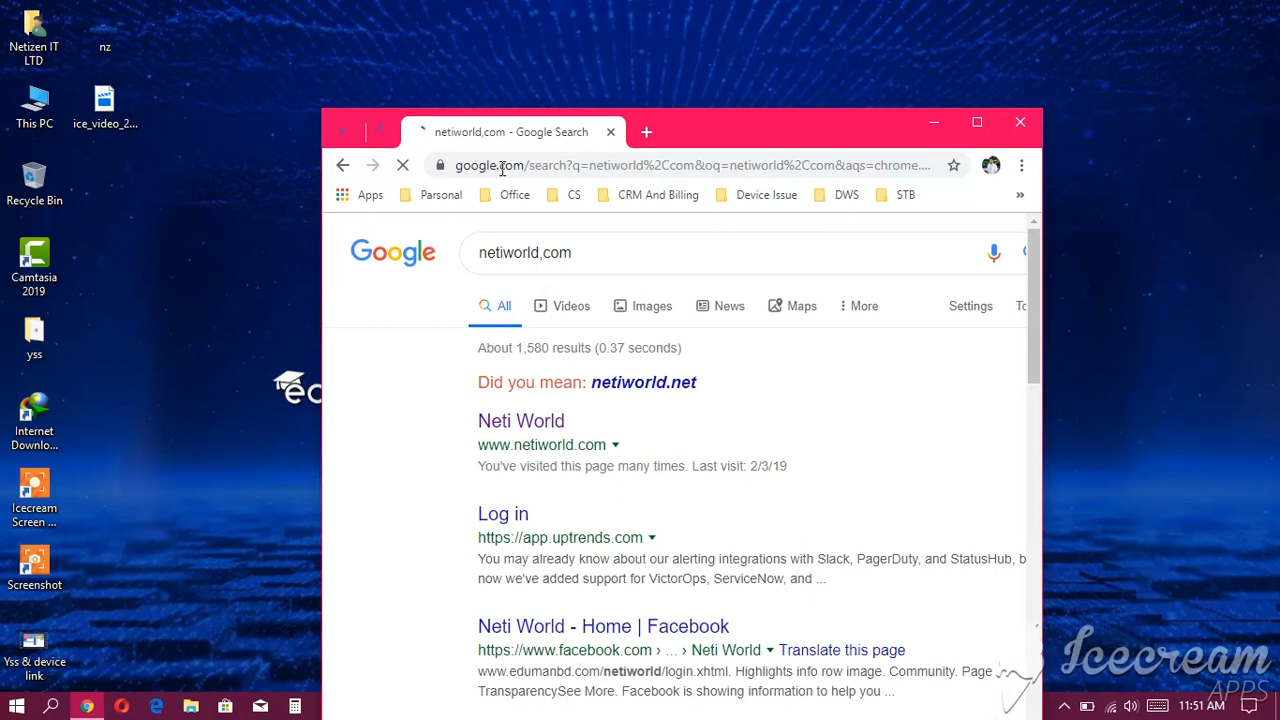 Netizen IT
LTD
nz
This PC
ice_video_2...
Recycle Bin
Camtasia
2019
yss
Internet
Downlo...
Icecream
Screen ...
Screenshot
Yss & device
link
netiworld,com - Google Search
google.com/search?q=netiworld%2Ccom&oq=netiworld%2Ccom&aqs=chrome....
Apps Personal Office CS CRM And Billing Device Issue DWS STB »
Google netiworld,com
All Videos Images News Maps More Settings To
About 1,580 results (0.37 seconds)
Did you mean: netiworld.net
Neti World
www.netiworld.com
You've visited this page many times. Last visit: 2/3/19
Log in
https://app.uptrends.com
You may already know about our alerting integrations with Slack, PagerDuty, and StatusHub, b
now we've added support for VictorOps, ServiceNow, and ...
Neti World - Home | Facebook
https://www.facebook.com › ... › Neti World Translate this page
www.edumanbd.com/netiworld/login.xhtml. Highlights info row image. Community. Page
TransparencySee More. Facebook is showing information to help you ...
Icecream
APPS
11:51 AM